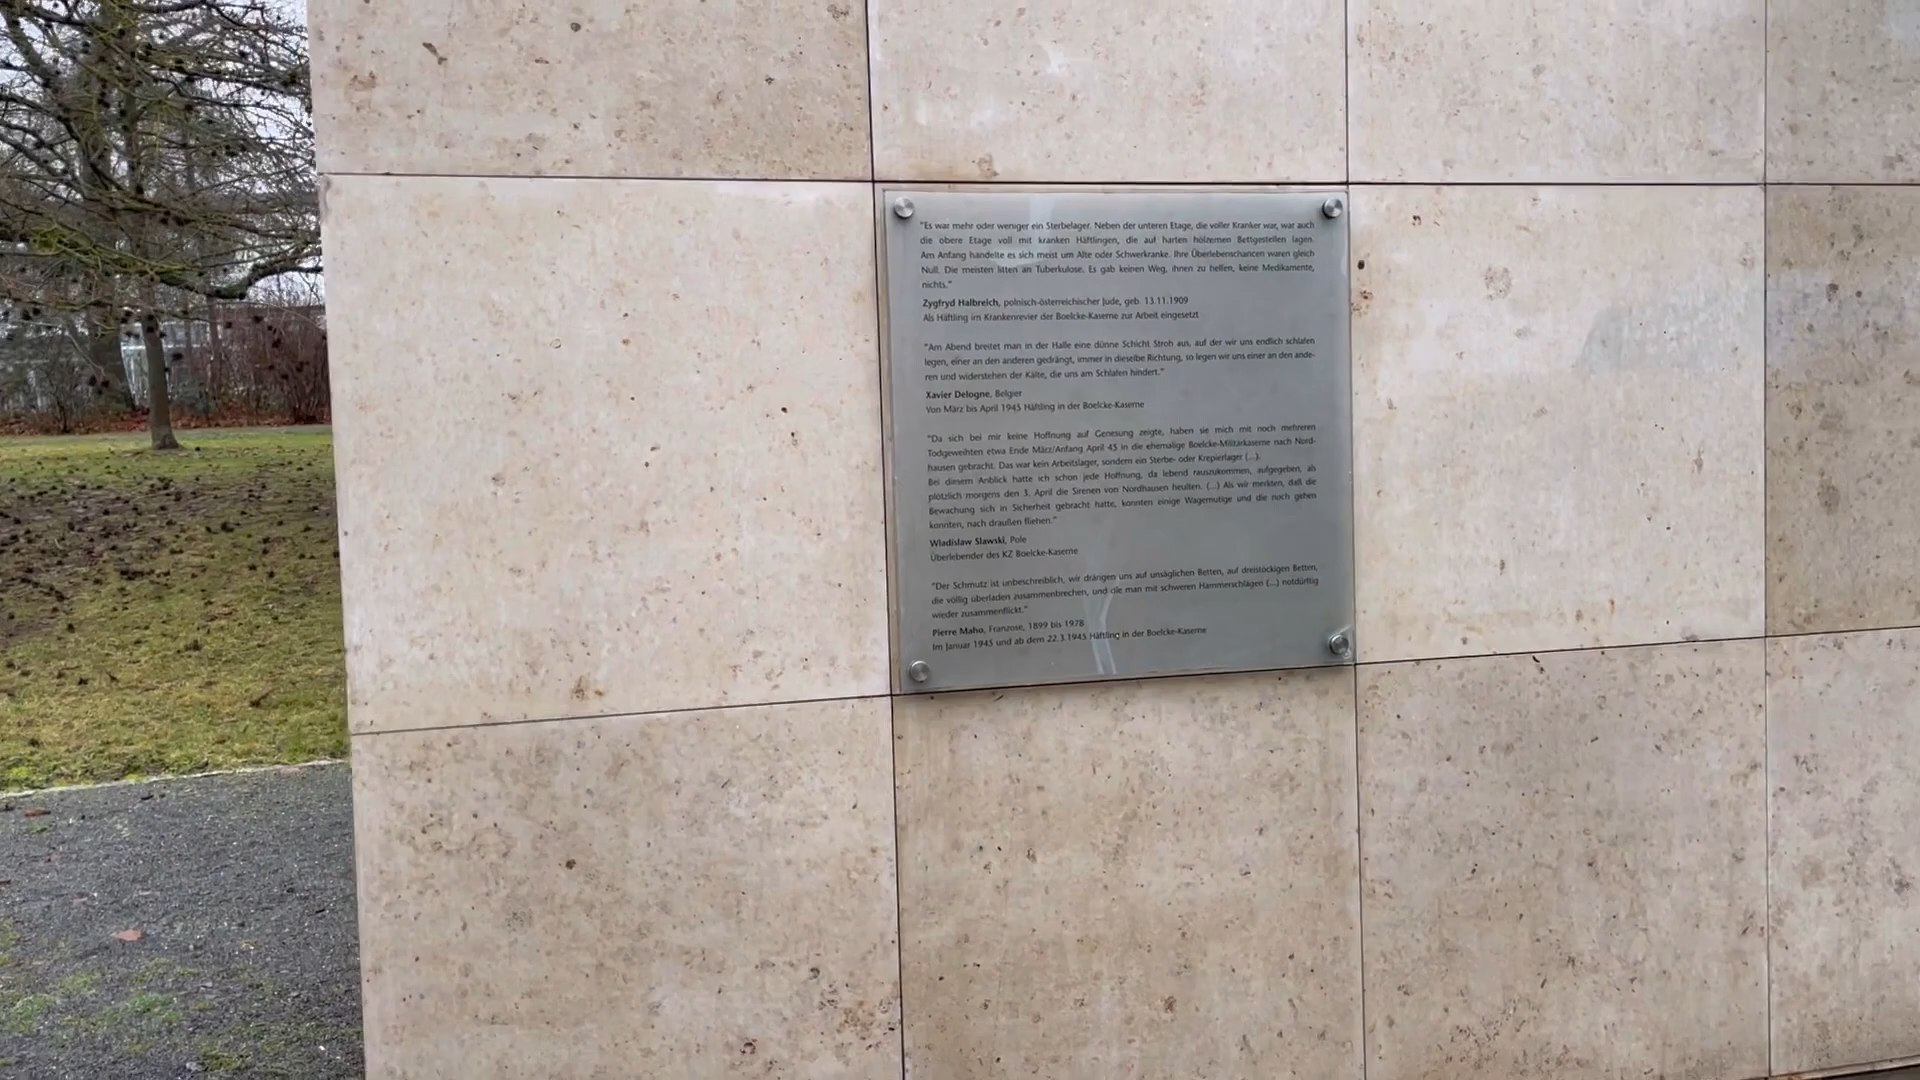 "Es war mehr oder weniger ein Sterbelager. Neben der unteren Etage, die voller Kranker war, war auch
die obere Etage voll mit kranken Häftlingen, die auf harten hölzernen Bettgestellen lagen.
Am Anfang handelte es sich meist um Alte oder Schwerkranke. Ihre Überlebenschancen waren gleich
Null. Die meisten litten an Tuberkulose. Es gab keinen Weg, ihnen zu helfen, keine Medikamente,
nichts."
Zygfryd Halbreich, polnisch-österreichischer Jude, geb. 13.11.1909
Als Häftling im Krankenrevier der Boelcke-Kaserne zur Arbeit eingesetzt
"Am Abend breitet man in der Halle eine dünne Schicht Stroh aus, auf der wir uns endlich schlafen
legen, einer an den anderen gedrängt, immer in dieselbe Richtung, so legen wir uns einer an den ande-
ren und widerstehen der Kälte, die uns am Schlafen hindert."
Xavier Delogne, Belgier
Von März bis April 1945 Häftling in der Boelcke-Kaserne
"Da sich bei mir keine Hoffnung auf Genesung zeigte, haben sie mich mit noch mehreren
Todgeweihten etwa Ende März/Anfang April 45 in die ehemalige Boelcke-Militärkaserne nach Nord-
hausen gebracht. Das war kein Arbeitslager, sondern ein Sterbe- oder Krepierlager (...).
Bei diesem Anblick hatte ich schon jede Hoffnung, da lebend rauszukommen, aufgegeben, als
plötzlich morgens den 3. April die Sirenen von Nordhausen heulten. (...) Als wir merkten, daß die
Bewachung sich in Sicherheit gebracht hatte, konnten einige Wagemutige und die noch gehen
konnten, nach draußen fliehen."
Wladislaw Slawski, Pole
Überlebender des KZ Boelcke-Kaserne
"Der Schmutz ist unbeschreiblich, wir drängen uns auf unsäglichen Betten, auf dreistöckigen Betten,
die völlig überladen zusammenbrechen, und die man mit schweren Hammerschlägen (...) notdürftig
wieder zusammenflickt."
Pierre Maho, Franzose, 1899 bis 1978
Im Januar 1945 und ab dem 22.3.1945 Häftling in der Boelcke-Kaserne